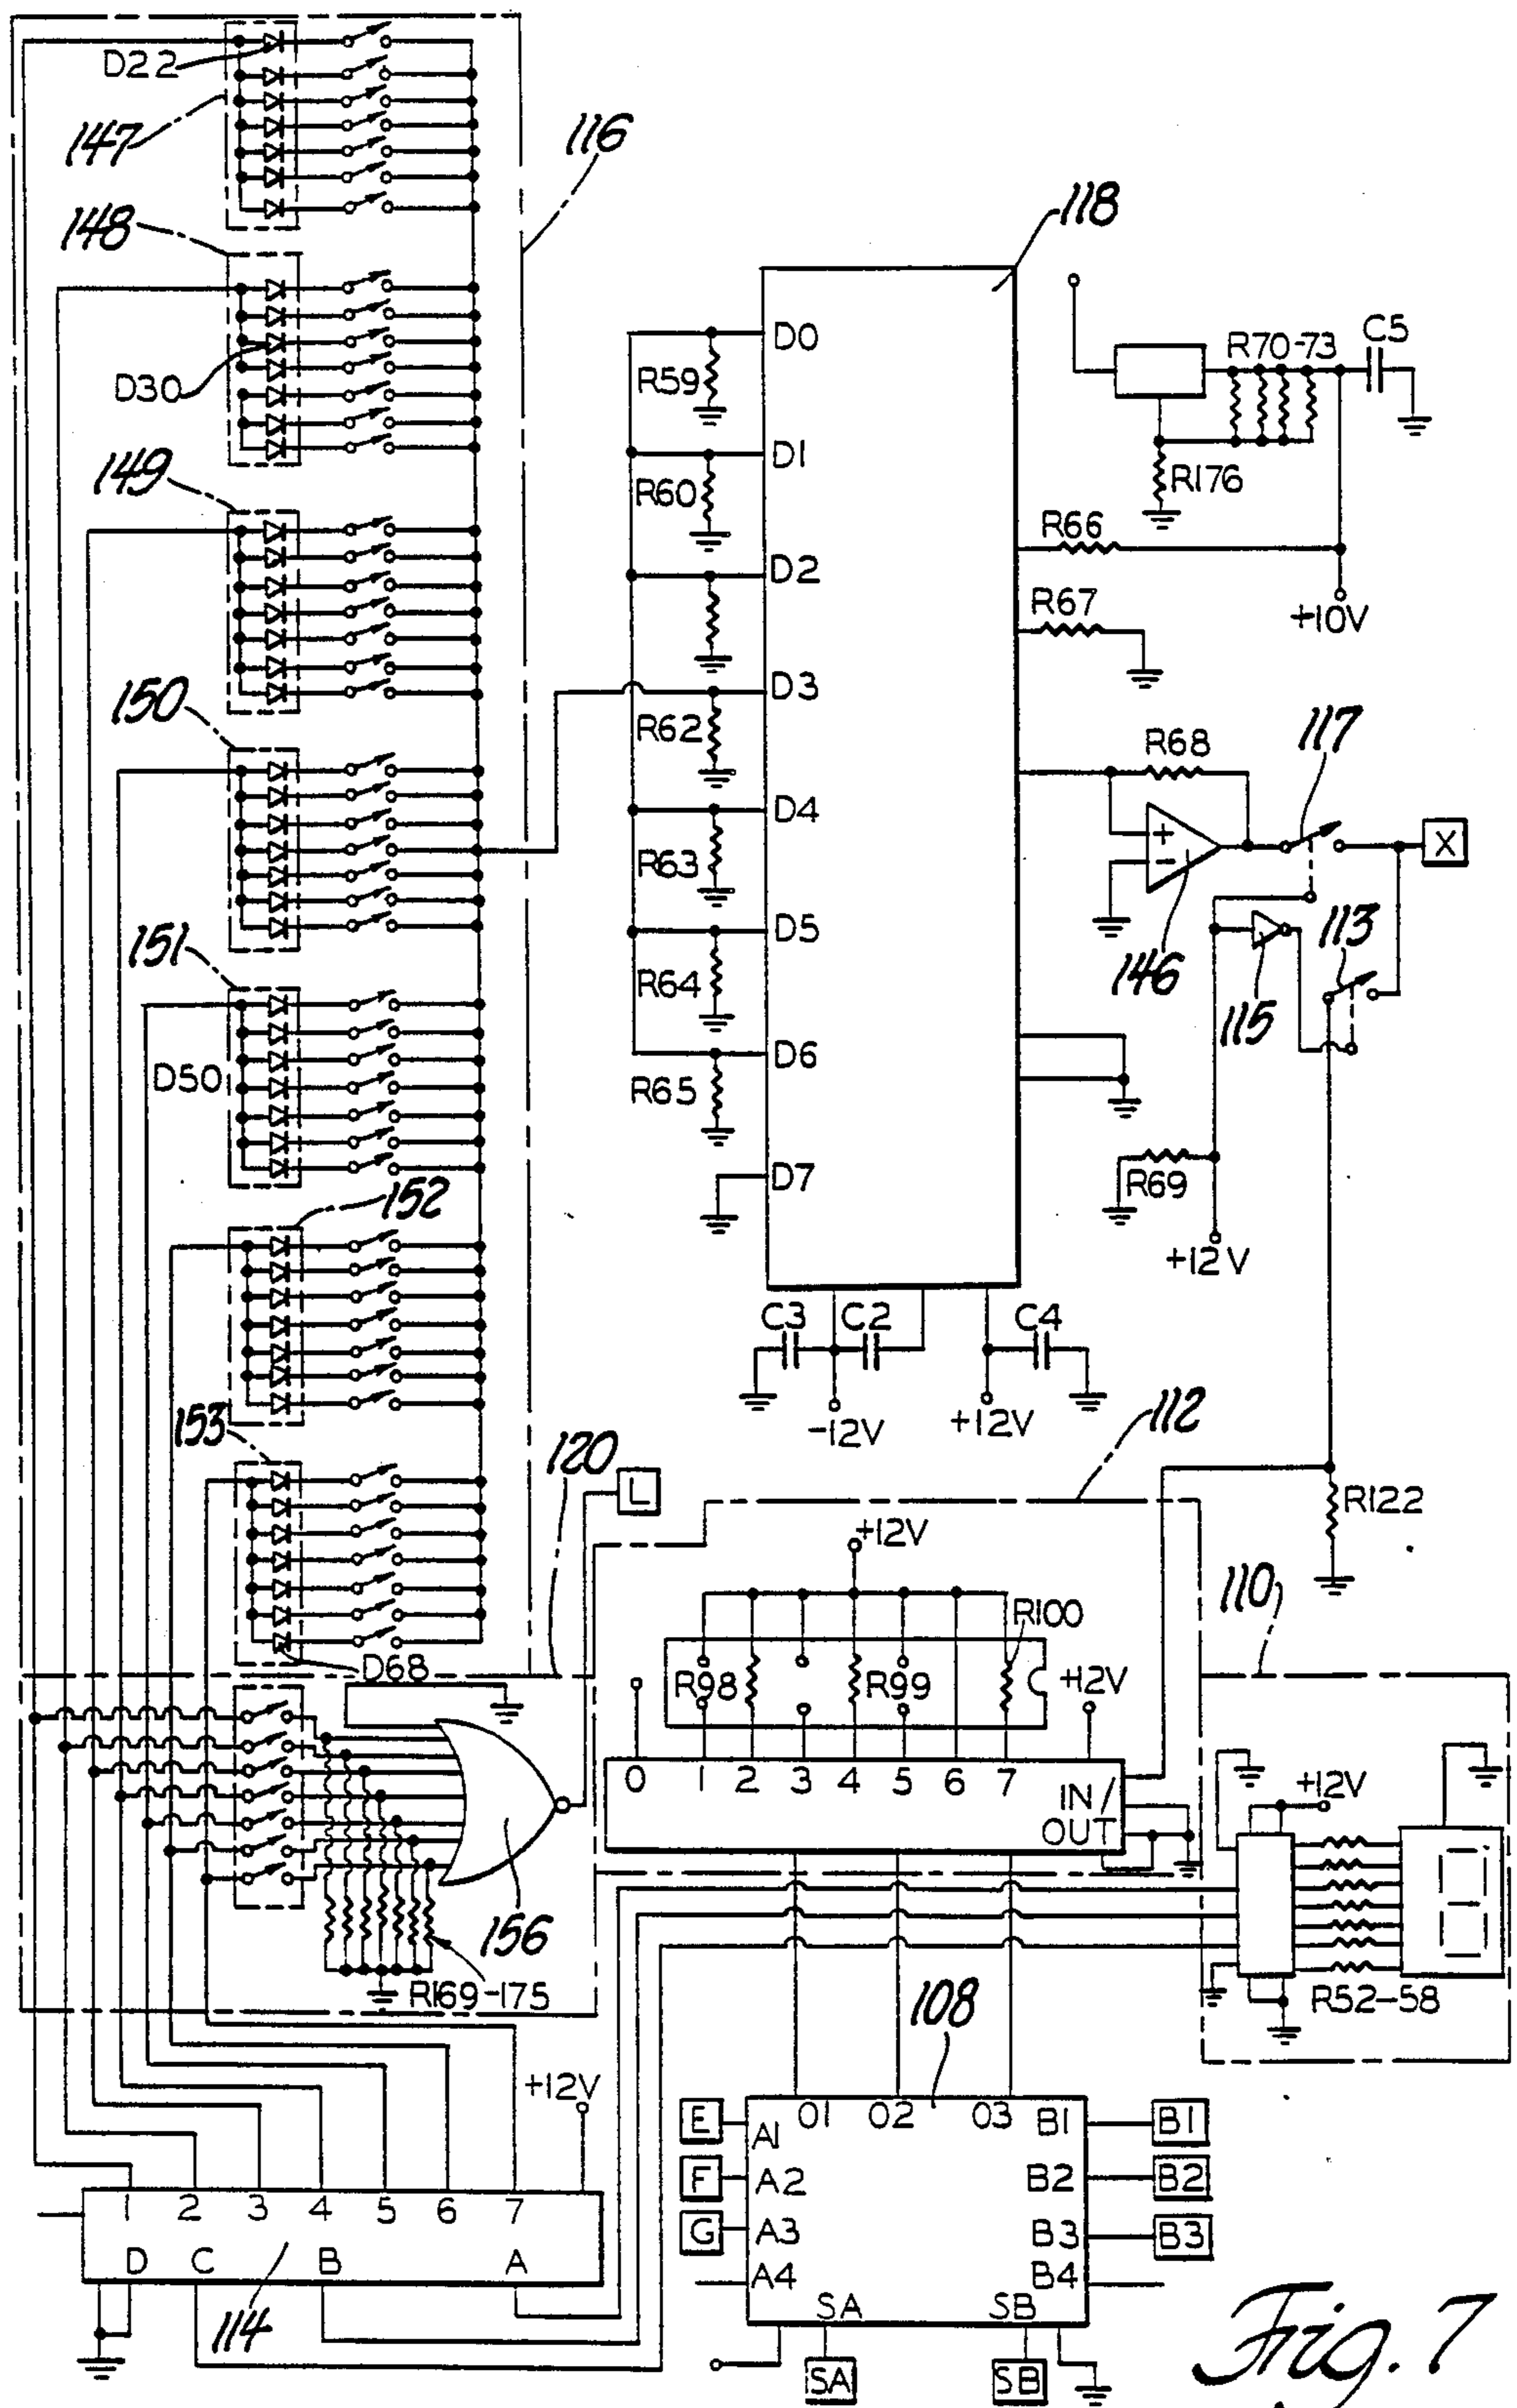 D22
147
116
148
118
D30
149
D0
R59
R70-73
C5
D1
R60
R176
R66
D2
R67
+10V
150
D3
R62
R68
117
D4
R63
+
-
X
151
D5
R64
146
115
113
D50
D6
R65
D7
R69
+12V
152
C3
C2
C4
-12V
+12V
153
120
L
112
R122
+12V
110
D68
R98
R99
R100
+12V
0 1 2 3 4 5 6 7
IN/
OUT
+12V
156
R169-175
R52-58
108
+12V
E
A1
O1
O2
O3
B1
B1
F
A2
B2
B2
G
A3
B3
B3
A4
B4
1 2 3 4 5 6 7
D C B A
114
SA
SB
SA
SB
Fig. 7